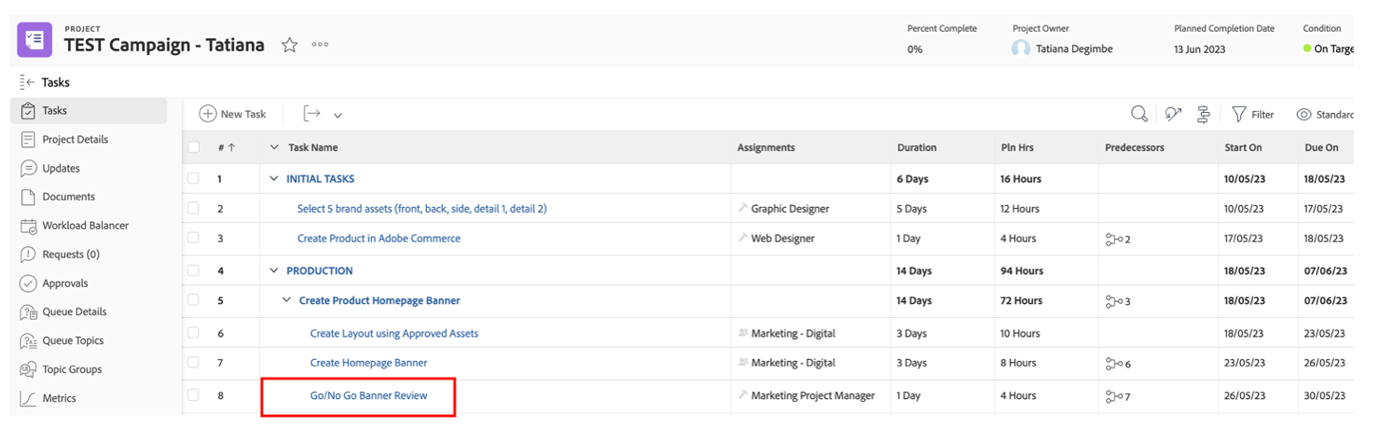 PROJECT
TEST Campaign - Tatiana
Percent Complete
0%
Project Owner
Tatiana Degimbe
Planned Completion Date
13 Jun 2023
Condition
On Targe
Tasks
Tasks
Project Details
Updates
Documents
Workload Balancer
Requests (0)
Approvals
Queue Details
Queue Topics
Topic Groups
Metrics
New Task
Filter
Standard
# ↑ Task Name Assignments Duration Pln Hrs Predecessors Start On Due On
1 INITIAL TASKS 6 Days 16 Hours 10/05/23 18/05/23
2 Select 5 brand assets (front, back, side, detail 1, detail 2) Graphic Designer 5 Days 12 Hours 10/05/23 17/05/23
3 Create Product in Adobe Commerce Web Designer 1 Day 4 Hours 2 17/05/23 18/05/23
4 PRODUCTION 14 Days 94 Hours 18/05/23 07/06/23
5 Create Product Homepage Banner 14 Days 72 Hours 3 18/05/23 07/06/23
6 Create Layout using Approved Assets Marketing - Digital 3 Days 10 Hours 18/05/23 23/05/23
7 Create Homepage Banner Marketing - Digital 3 Days 8 Hours 6 23/05/23 26/05/23
8 Go/No Go Banner Review Marketing Project Manager 1 Day 4 Hours 7 26/05/23 30/05/23